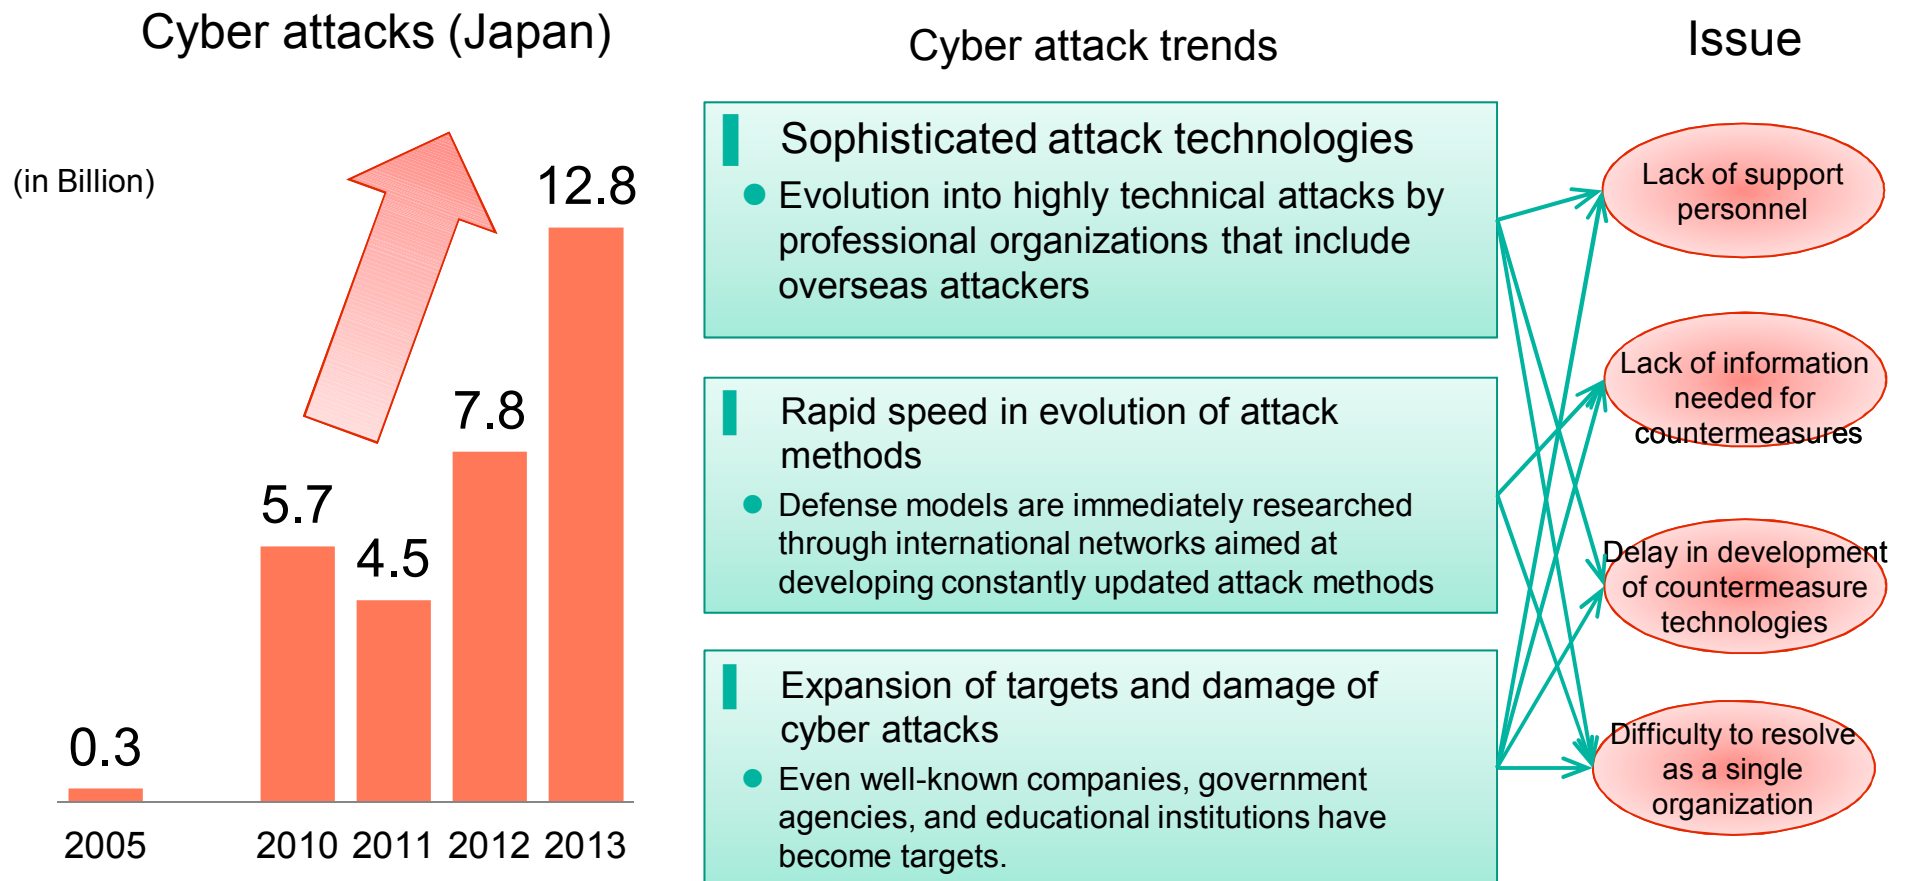 Cyber attacks (Japan)
(in Billion)
0.3
5.7
4.5
7.8
12.8
2005
2010
2011
2012
2013
Cyber attack trends
Sophisticated attack technologies
Evolution into highly technical attacks by
professional organizations that include
overseas attackers
Rapid speed in evolution of attack
methods
Defense models are immediately researched
through international networks aimed at
developing constantly updated attack methods
Expansion of targets and damage of
cyber attacks
Even well-known companies, government
agencies, and educational institutions have
become targets.
Issue
Lack of support
personnel
Lack of information
needed for
countermeasures
Delay in development
of countermeasure
technologies
Difficulty to resolve
as a single
organization